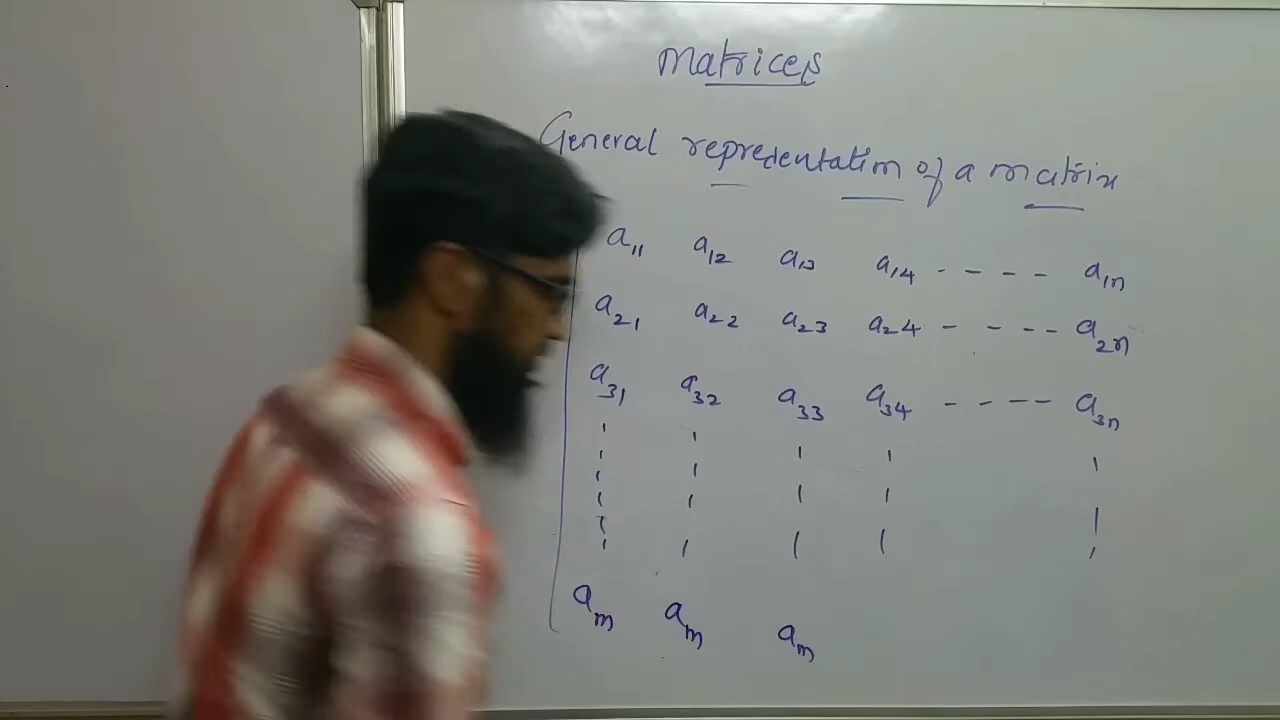 Matrices
General representation of a matrix
a11 a12 a13 a14 - - - - a1n
a21 a22 a23 a24 - - - - a2n
a31 a32 a33 a34 - - - - a3n
am am am